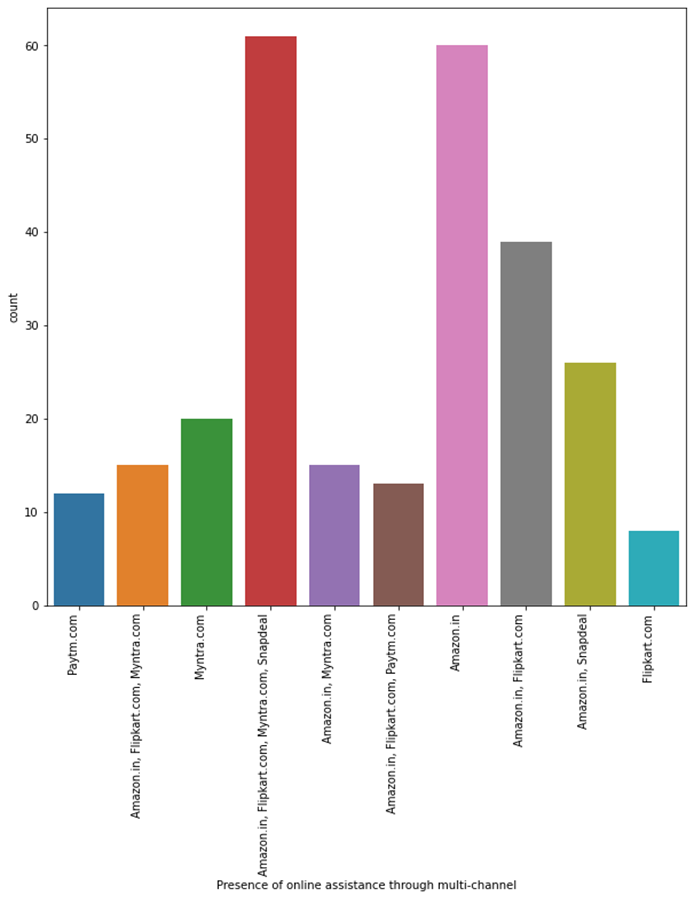 60
50
40
30
20
10
0
count
Paytm.com
Amazon.in, Flipkart.com, Myntra.com
Myntra.com
Amazon.in, Flipkart.com, Myntra.com, Snapdeal
Amazon.in, Myntra.com
Amazon.in, Flipkart.com, Paytm.com
Amazon.in
Amazon.in, Flipkart.com
Amazon.in, Snapdeal
Flipkart.com
Presence of online assistance through multi-channel